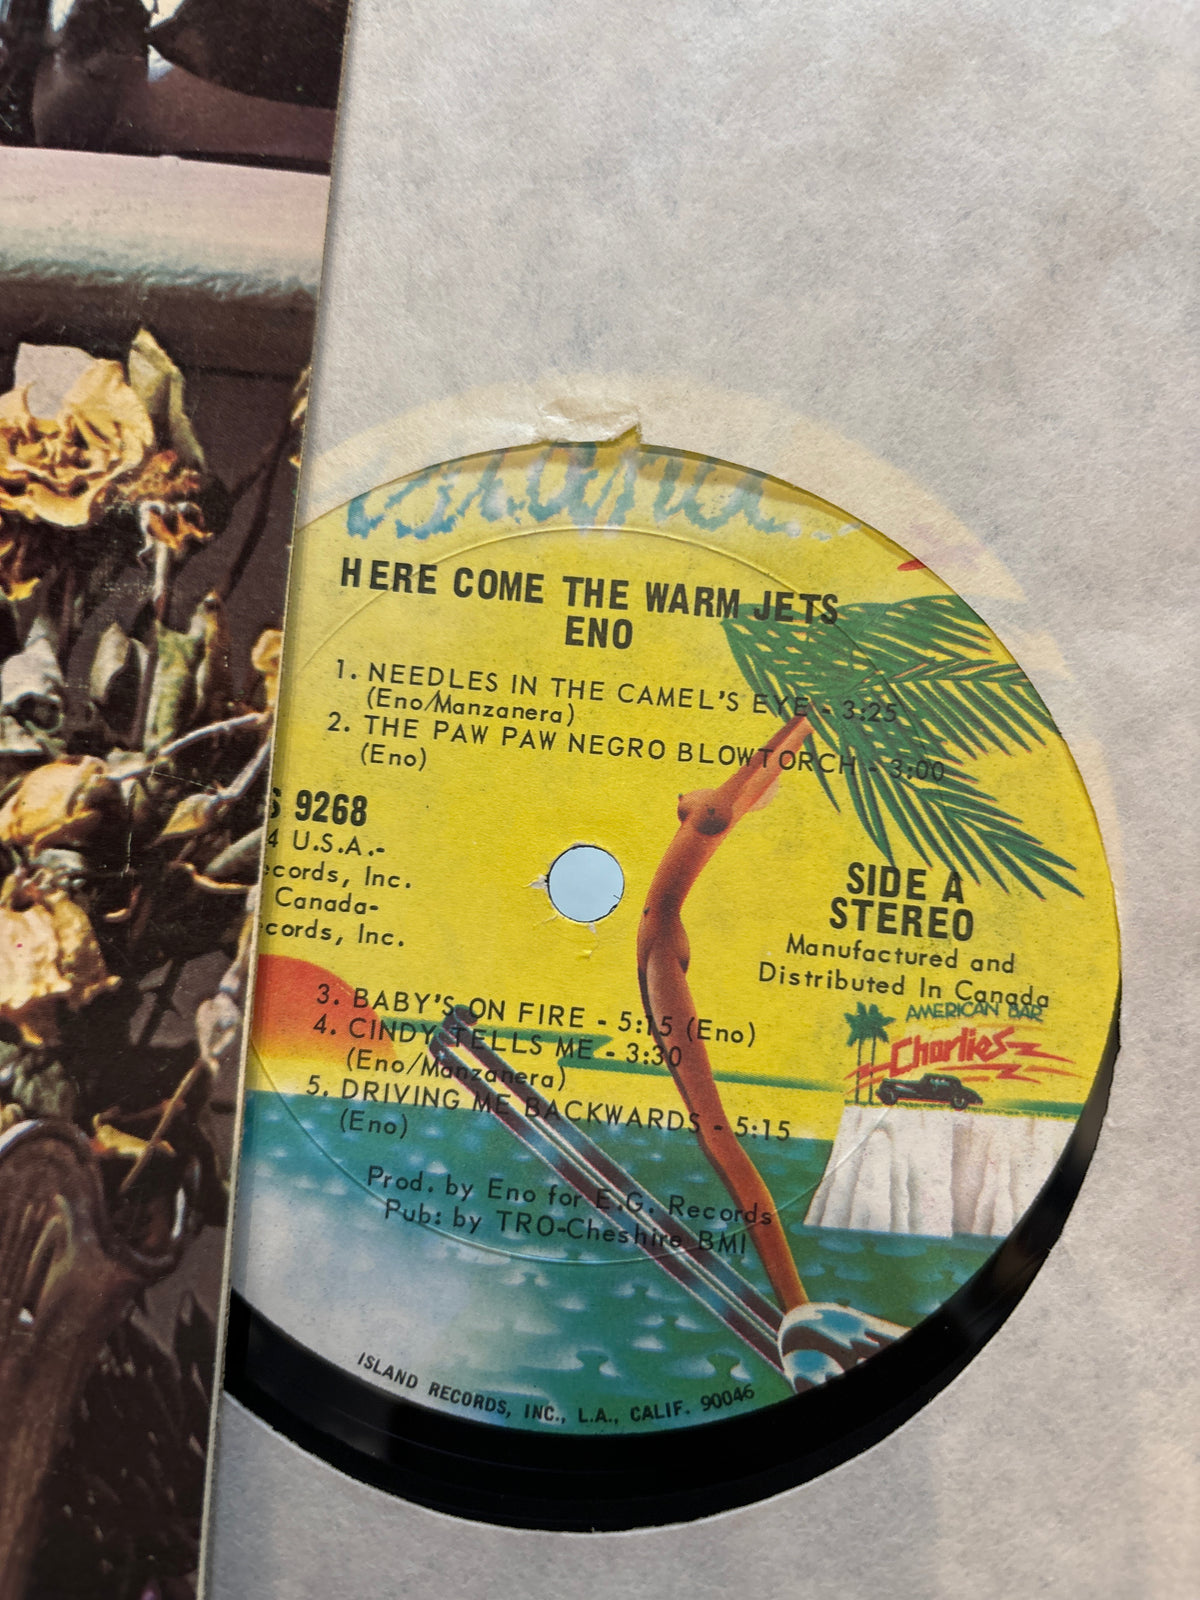 Island
HERE COME THE WARM JETS
ENO
1. NEEDLES IN THE CAMEL'S EYE - 3:25
(Eno/Manzanera)
2. THE PAW PAW NEGRO BLOWTORCH - 3:00
(Eno)
S 9268
4 U.S.A.-
ecords, Inc.
Canada-
cords, Inc.
SIDE A
STEREO
Manufactured and
Distributed In Canada
AMERICAN BAR
Charlies
3. BABY'S ON FIRE - 5:15 (Eno)
4. CINDY TELLS ME - 3:30
(Eno/Manzanera)
5. DRIVING ME BACKWARDS - 5:15
(Eno)
Prod. by Eno for E.G. Records
Pub: by TRO-Cheshire BMI
ISLAND RECORDS, INC., L.A., CALIF. 90046